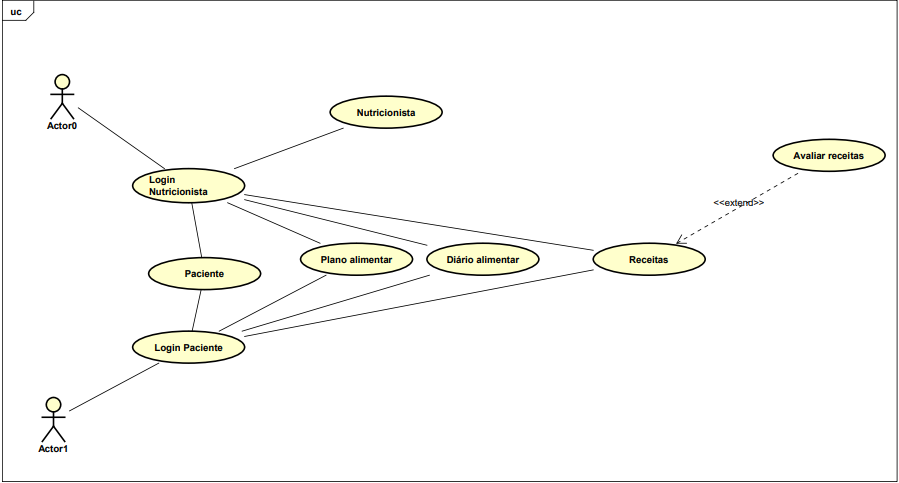 uc
Actor0
Nutricionista
Avaliar receitas
Login
Nutricionista
<<extend>>
Paciente
Plano alimentar
Diário alimentar
Receitas
Login Paciente
Actor1